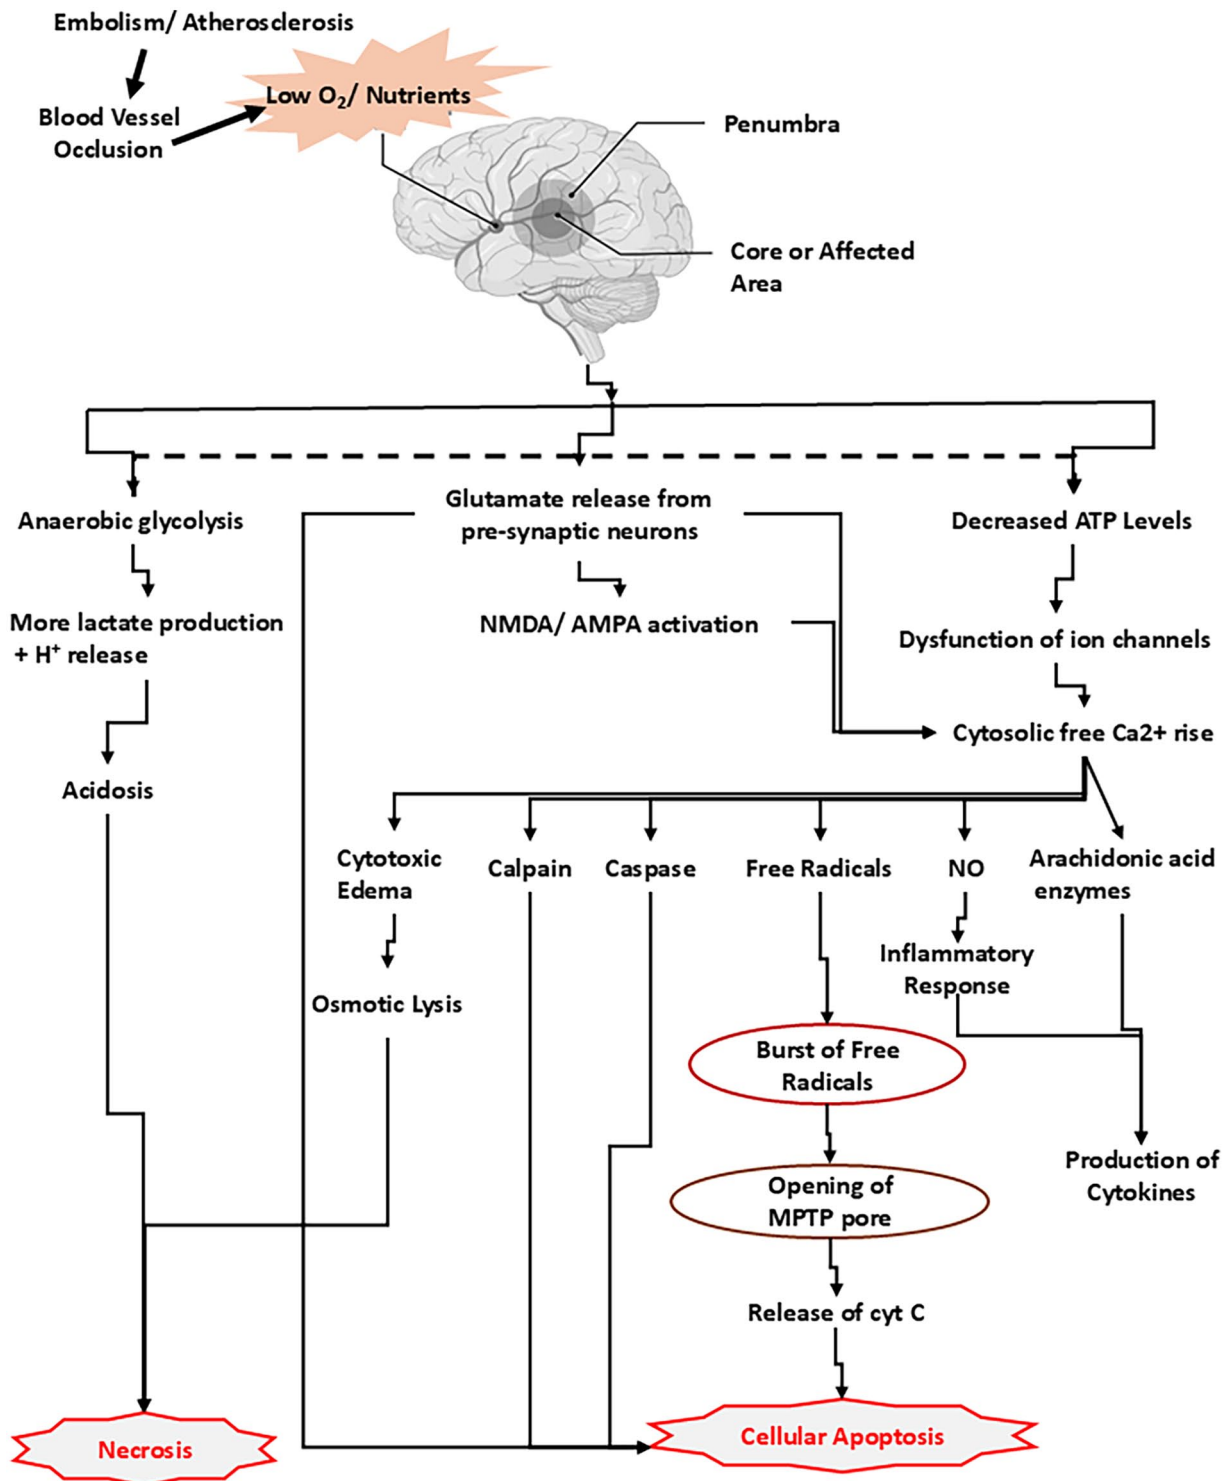 Embolism/ Atherosclerosis
Blood Vessel
Occlusion
Low O₂/ Nutrients
Penumbra
Core or Affected
Area
Anaerobic glycolysis
Glutamate release from
pre-synaptic neurons
Decreased ATP Levels
More lactate production
+ H⁺ release
NMDA/ AMPA activation
Dysfunction of ion channels
Cytosolic free Ca2+ rise
Acidosis
Cytotoxic
Edema
Calpain
Caspase
Free Radicals
NO
Arachidonic acid
enzymes
Inflammatory
Response
Osmotic Lysis
Burst of Free
Radicals
Production of
Cytokines
Opening of
MPTP pore
Release of cyt C
Necrosis
Cellular Apoptosis